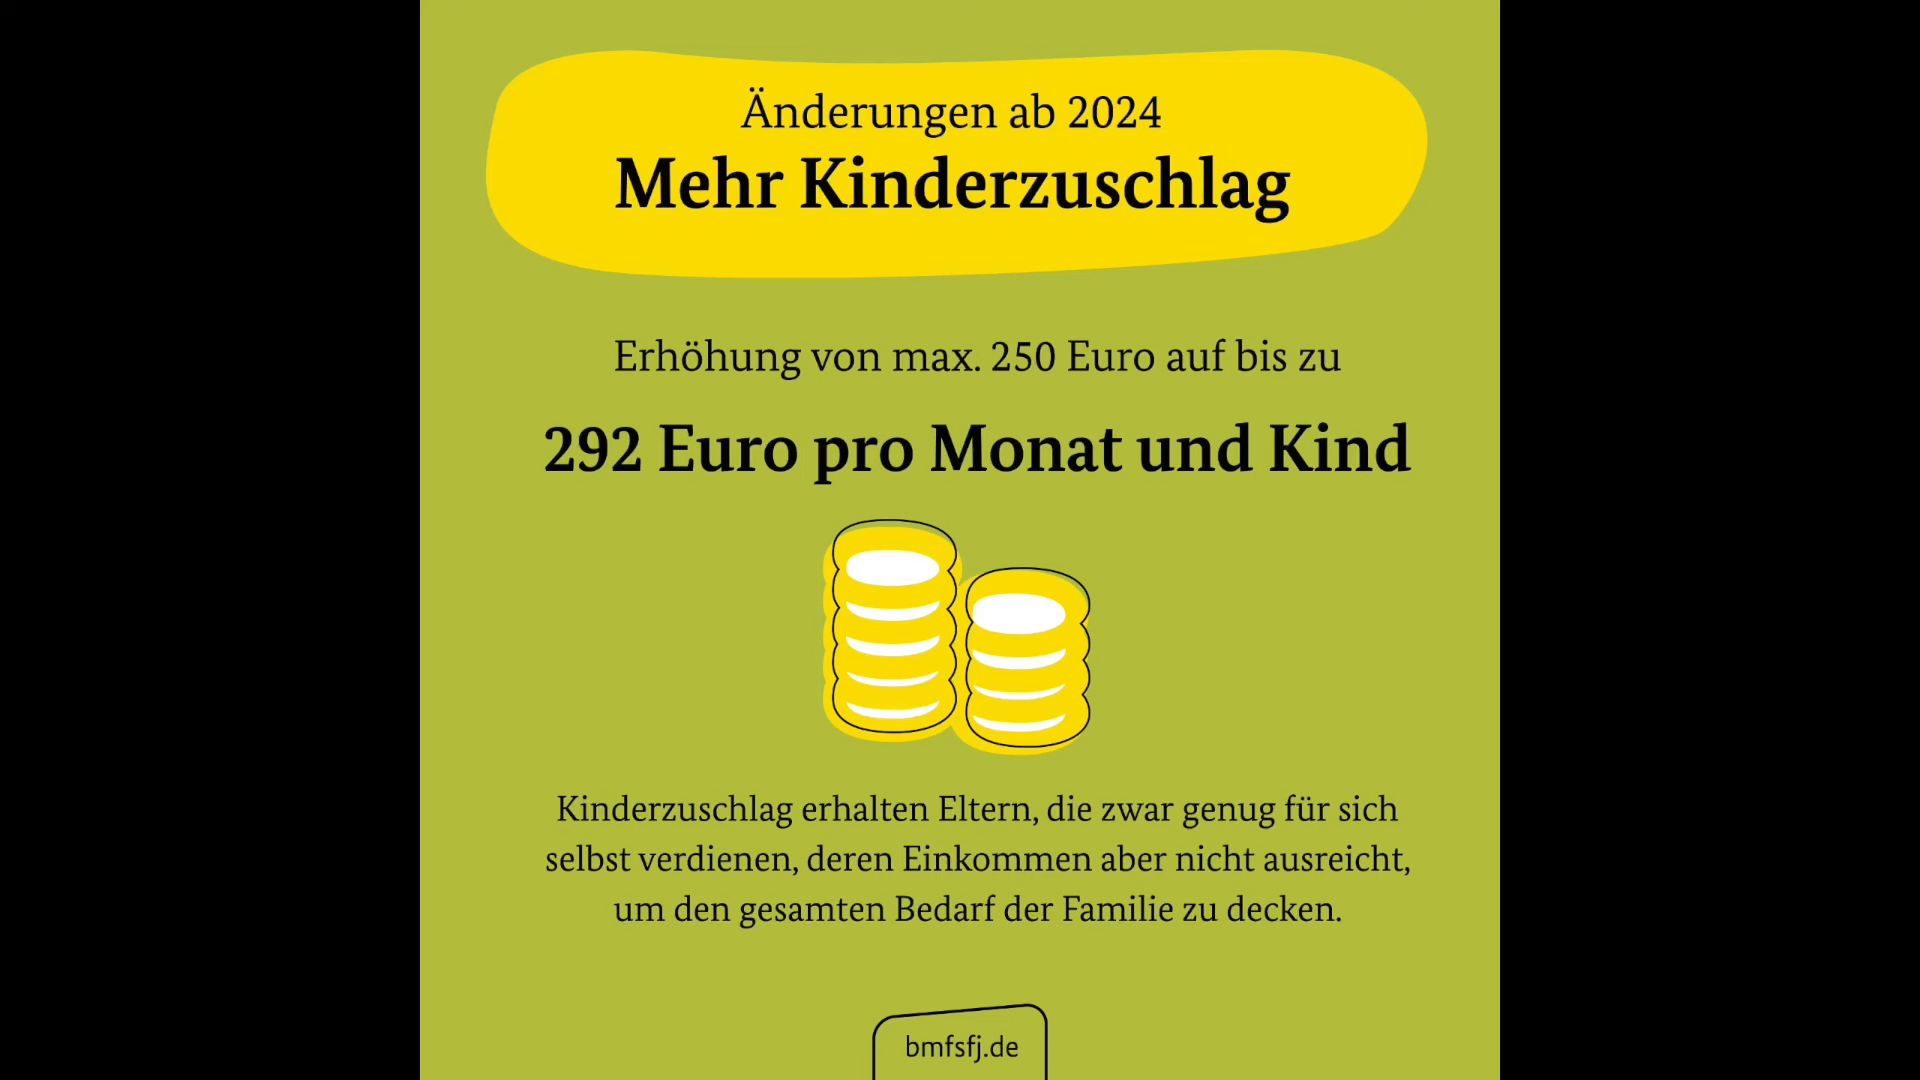 Änderungen ab 2024
Mehr Kinderzuschlag
Erhöhung von max. 250 Euro auf bis zu
292 Euro pro Monat und Kind
Kinderzuschlag erhalten Eltern, die zwar genug für sich
selbst verdienen, deren Einkommen aber nicht ausreicht,
um den gesamten Bedarf der Familie zu decken.
bmfsfj.de